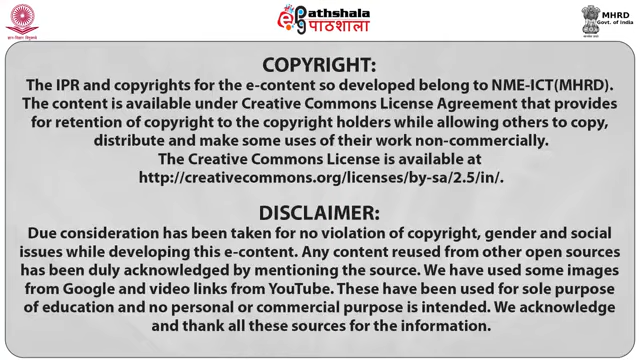 Pathshala
पाठशाला
MHRD
Govt. of India
COPYRIGHT:
The IPR and copyrights for the e-content so developed belong to NME-ICT(MHRD).
The content is available under Creative Commons License Agreement that provides
for retention of copyright to the copyright holders while allowing others to copy,
distribute and make some uses of their work non-commercially.
The Creative Commons License is available at
http://creativecommons.org/licenses/by-sa/2.5/in/.
DISCLAIMER:
Due consideration has been taken for no violation of copyright, gender and social
issues while developing this e-content. Any content reused from other open sources
has been duly acknowledged by mentioning the source. We have used some images
from Google and video links from YouTube. These have been used for sole purpose
of education and no personal or commercial purpose is intended. We acknowledge
and thank all these sources for the information.